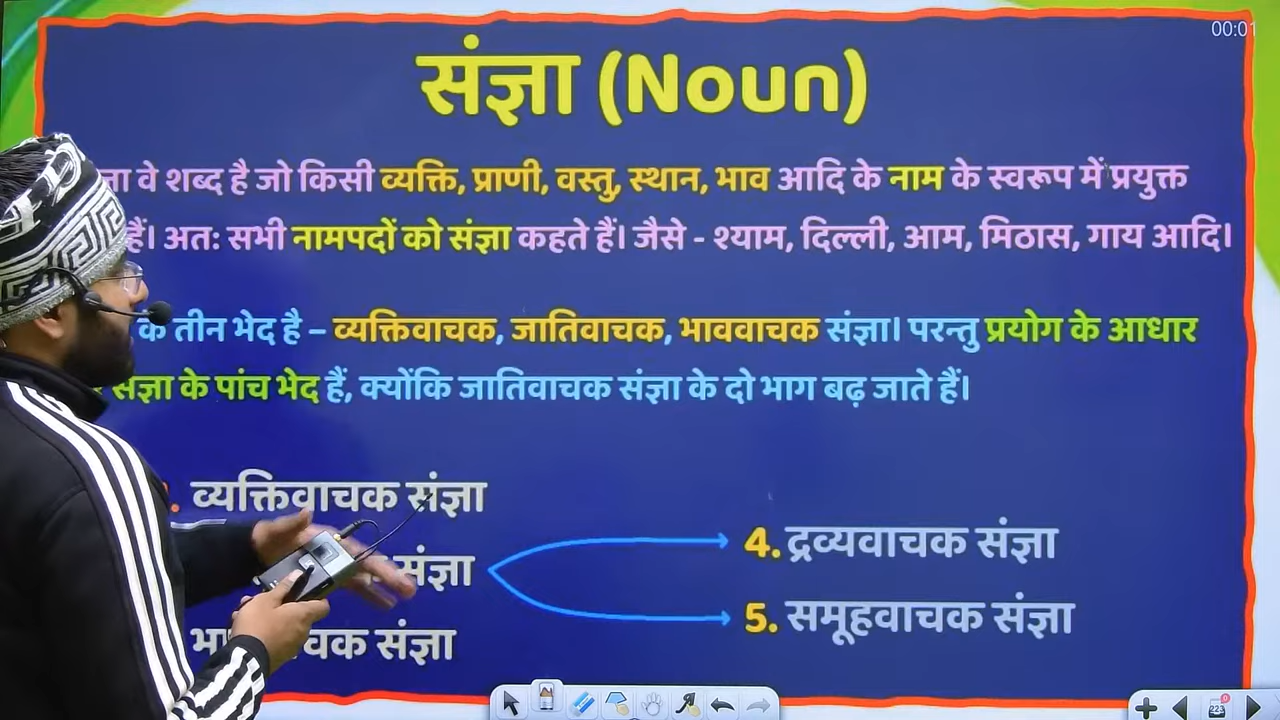 00:01
संज्ञा (Noun)
वे शब्द है जो किसी व्यक्ति, प्राणी, वस्तु, स्थान, भाव आदि के नाम के स्वरूप में प्रयुक्त
हैं। अतः सभी नामपदों को संज्ञा कहते हैं। जैसे - श्याम, दिल्ली, आम, मिठास, गाय आदि।
के तीन भेद है – व्यक्तिवाचक, जातिवाचक, भाववाचक संज्ञा। परन्तु प्रयोग के आधार
संज्ञा के पांच भेद हैं, क्योंकि जातिवाचक संज्ञा के दो भाग बढ़ जाते हैं।
व्यक्तिवाचक संज्ञा
संज्ञा
संज्ञा
4. द्रव्यवाचक संज्ञा
5. समूहवाचक संज्ञा
223